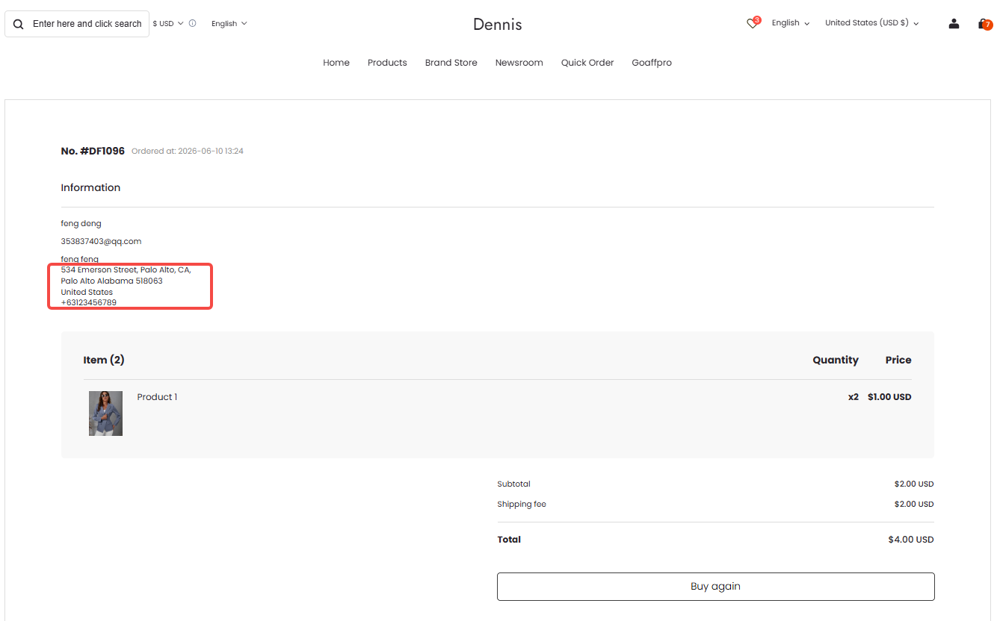 Enter here and click search $ USD English Dennis 3 English United States (USD $) 7
Home Products Brand Store Newsroom Quick Order Goaffpro
No. #DF1096 Ordered at: 2026-06-10 13:24
Information
feng deng
353837403@qq.com
feng feng
534 Emerson Street, Palo Alto, CA,
Palo Alto Alabama 518063
United States
+63123456789
Item (2) Quantity Price
Product 1 x2 $1.00 USD
Subtotal $2.00 USD
Shipping fee $2.00 USD
Total $4.00 USD
Buy again